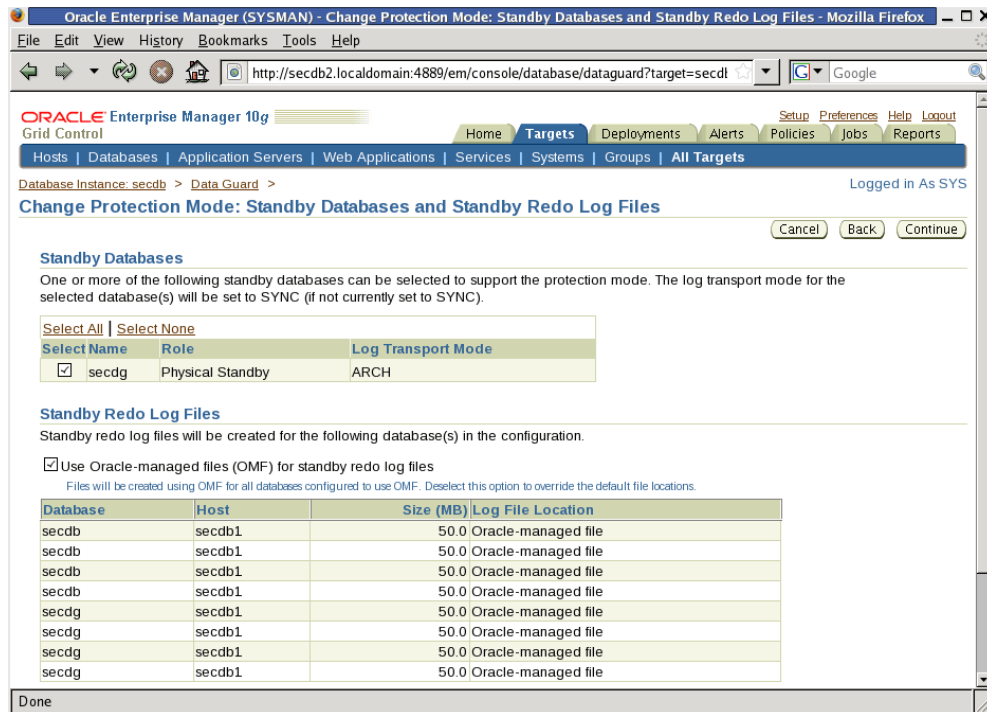 Oracle Enterprise Manager (SYSMAN) - Change Protection Mode: Standby Databases and Standby Redo Log Files - Mozilla Firefox
File Edit View History Bookmarks Tools Help
http://secdb2.localdomain:4889/em/console/database/dataguard?target=secdb
G Google
ORACLE Enterprise Manager 10g
Setup Preferences Help Logout
Grid Control
Home Targets Deployments Alerts Policies Jobs Reports
Hosts | Databases | Application Servers | Web Applications | Services | Systems | Groups | All Targets
Database Instance: secdb > Data Guard >
Logged in As SYS
Change Protection Mode: Standby Databases and Standby Redo Log Files
Cancel Back Continue
Standby Databases
One or more of the following standby databases can be selected to support the protection mode. The log transport mode for the
selected database(s) will be set to SYNC (if not currently set to SYNC).
Select All | Select None
Select Name Role Log Transport Mode
secdg Physical Standby ARCH
Standby Redo Log Files
Standby redo log files will be created for the following database(s) in the configuration.
Use Oracle-managed files (OMF) for standby redo log files
Files will be created using OMF for all databases configured to use OMF. Deselect this option to override the default file locations.
Database Host Size (MB) Log File Location
secdb secdb1 50.0 Oracle-managed file
secdb secdb1 50.0 Oracle-managed file
secdb secdb1 50.0 Oracle-managed file
secdb secdb1 50.0 Oracle-managed file
secdg secdb1 50.0 Oracle-managed file
secdg secdb1 50.0 Oracle-managed file
secdg secdb1 50.0 Oracle-managed file
secdg secdb1 50.0 Oracle-managed file
Done